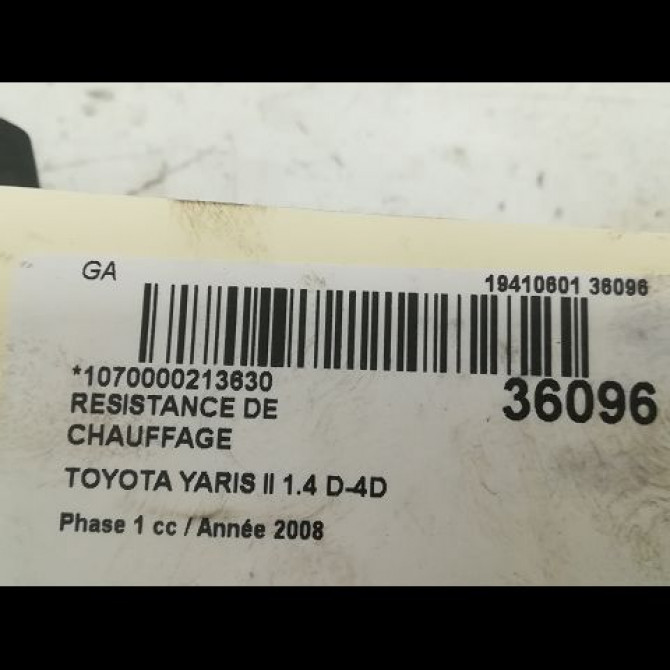 GA
19410601 36096
*1070000213630
36096
RESISTANCE DE
CHAUFFAGE
TOYOTA YARIS II 1.4 D-4D
Phase 1 cc / Année 2008